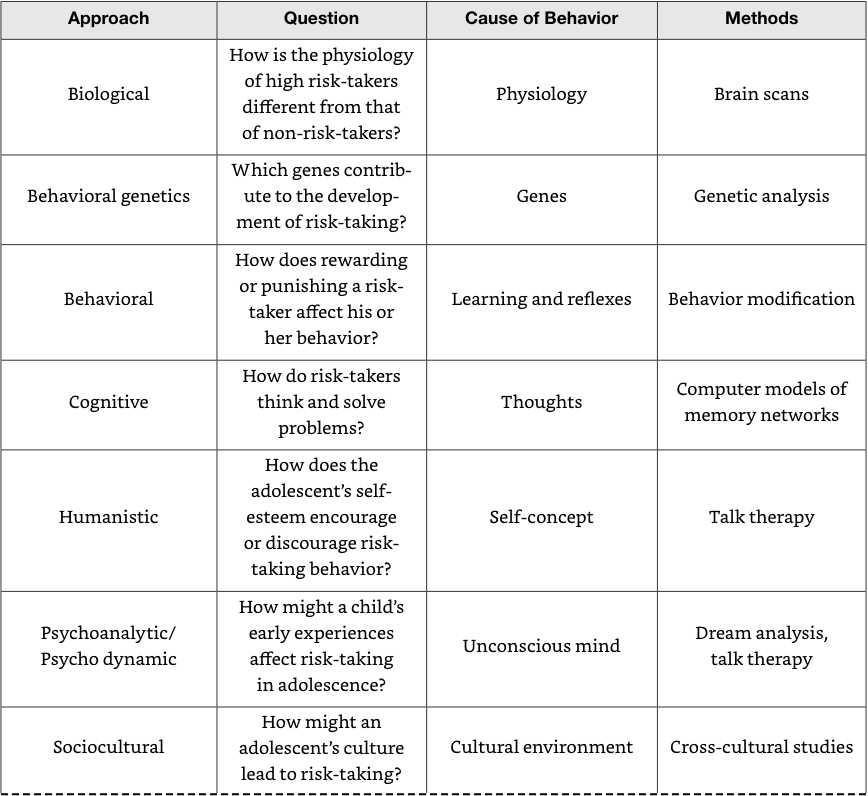 Approach
Question
Cause of Behavior
Methods
Biological
How is the physiology
of high risk-takers
different from that
of non-risk-takers?
Physiology
Brain scans
Behavioral genetics
Which genes contrib-
ute to the develop-
ment of risk-taking?
Genes
Genetic analysis
Behavioral
How does rewarding
or punishing a risk-
taker affect his or
her behavior?
Learning and reflexes
Behavior modification
Cognitive
How do risk-takers
think and solve
problems?
Thoughts
Computer models of
memory networks
Humanistic
How does the
adolescent’s self-
esteem encourage
or discourage risk-
taking behavior?
Self-concept
Talk therapy
Psychoanalytic/
Psycho dynamic
How might a child’s
early experiences
affect risk-taking
in adolescence?
Unconscious mind
Dream analysis,
talk therapy
Sociocultural
How might an
adolescent’s culture
lead to risk-taking?
Cultural environment
Cross-cultural studies